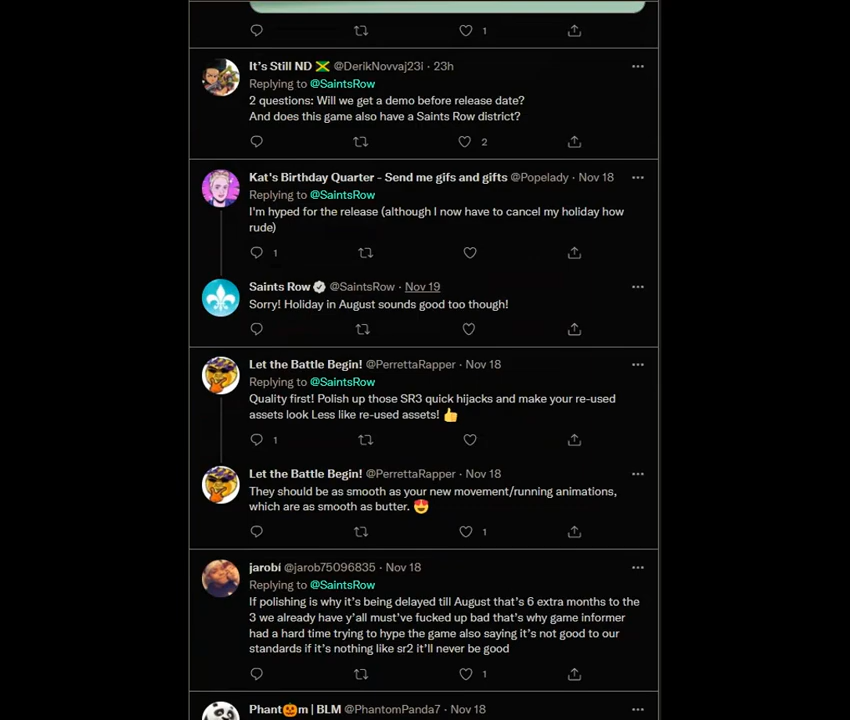 1
It's Still ND 🇯🇲 @DerikNovvaj23i · 23h
Replying to @SaintsRow
2 questions: Will we get a demo before release date?
And does this game also have a Saints Row district?
2
Kat's Birthday Quarter - Send me gifs and gifts @Popelady · Nov 18
Replying to @SaintsRow
I'm hyped for the release (although I now have to cancel my holiday how
rude)
1
Saints Row @SaintsRow · Nov 19
Sorry! Holiday in August sounds good too though!
Let the Battle Begin! @PerrettaRapper · Nov 18
Replying to @SaintsRow
Quality first! Polish up those SR3 quick hijacks and make your re-used
assets look Less like re-used assets! 👍
1
Let the Battle Begin! @PerrettaRapper · Nov 18
They should be as smooth as your new movement/running animations,
which are as smooth as butter. 😍
1
jarobi @jarob75096835 · Nov 18
Replying to @SaintsRow
If polishing is why it's being delayed till August that's 6 extra months to the
3 we already have y'all must've fucked up bad that's why game informer
had a hard time trying to hype the game also saying it's not good to our
standards if it's nothing like sr2 it'll never be good
1
Phant🎃m | BLM @PhantomPanda7 · Nov 18